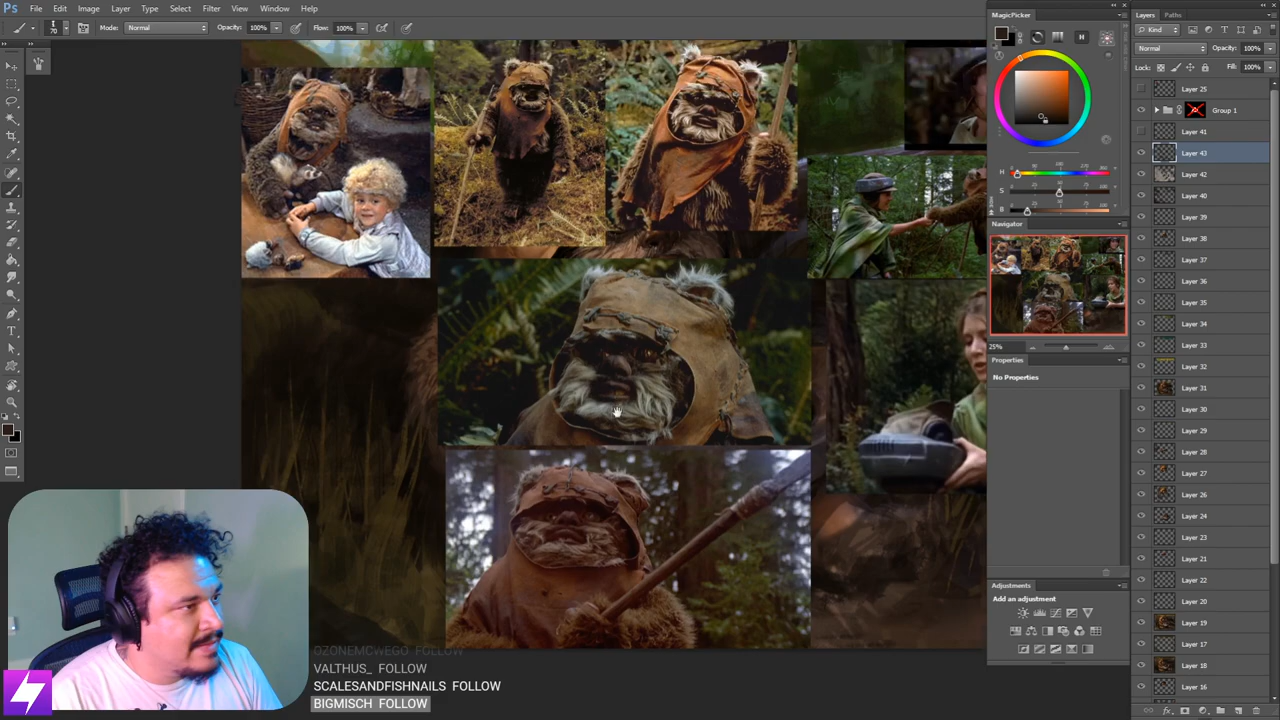 Ps File Edit Image Layer Type Select Filter View Window Help
70 Mode: Normal Opacity: 100% Flow: 100%
MagicPicker
H
H
S
B
Navigator
25%
Properties
No Properties
Adjustments
Add an adjustment
Layers Paths
Kind
Normal Opacity: 100%
Lock: Fill: 100%
Layer 25
Group 1
Layer 41
Layer 43
Layer 42
Layer 40
Layer 39
Layer 38
Layer 37
Layer 36
Layer 35
Layer 34
Layer 33
Layer 32
Layer 31
Layer 30
Layer 29
Layer 28
Layer 27
Layer 26
Layer 24
Layer 23
Layer 21
Layer 22
Layer 20
Layer 19
Layer 17
Layer 18
Layer 16
OZONEMCWEGO FOLLOW
VALTHUS_ FOLLOW
SCALESANDFISHNAILS FOLLOW
BIGMISCH FOLLOW